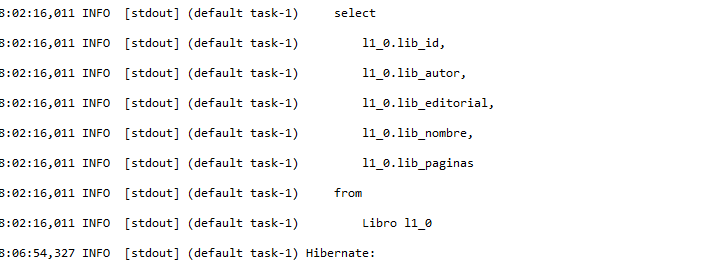 8:02:16,011 INFO  [stdout] (default task-1)     select
8:02:16,011 INFO  [stdout] (default task-1)         l1_0.lib_id,
8:02:16,011 INFO  [stdout] (default task-1)         l1_0.lib_autor,
8:02:16,011 INFO  [stdout] (default task-1)         l1_0.lib_editorial,
8:02:16,011 INFO  [stdout] (default task-1)         l1_0.lib_nombre,
8:02:16,011 INFO  [stdout] (default task-1)         l1_0.lib_paginas
8:02:16,011 INFO  [stdout] (default task-1)     from
8:02:16,011 INFO  [stdout] (default task-1)         Libro l1_0
8:06:54,327 INFO  [stdout] (default task-1) Hibernate: